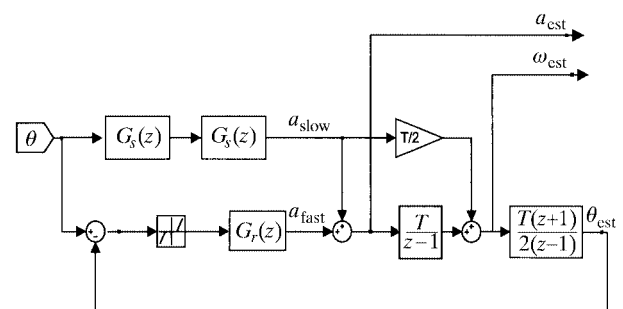 a_est
ω_est
θ
G_s(z)
G_s(z)
a_slow
T/2
G_r(z)
a_fast
T
z−1
T(z+1)
2(z−1)
θ_est